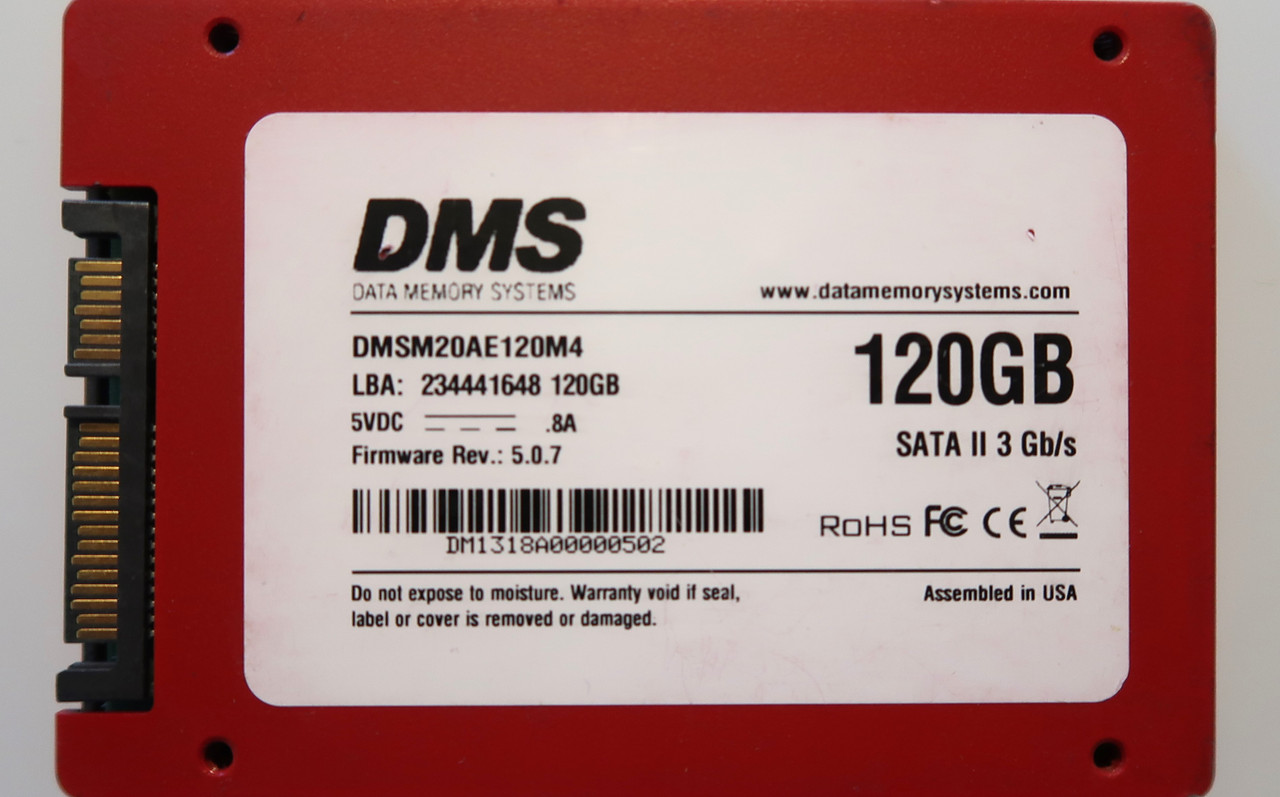 DMS
DATA MEMORY SYSTEMS
www.datamemorysystems.com
DMSM20AE120M4
LBA: 234441648 120GB
5VDC .8A
Firmware Rev.: 5.0.7
120GB
SATA II 3 Gb/s
DM1318A00000502
RoHS FC CE
Do not expose to moisture. Warranty void if seal,
label or cover is removed or damaged.
Assembled in USA